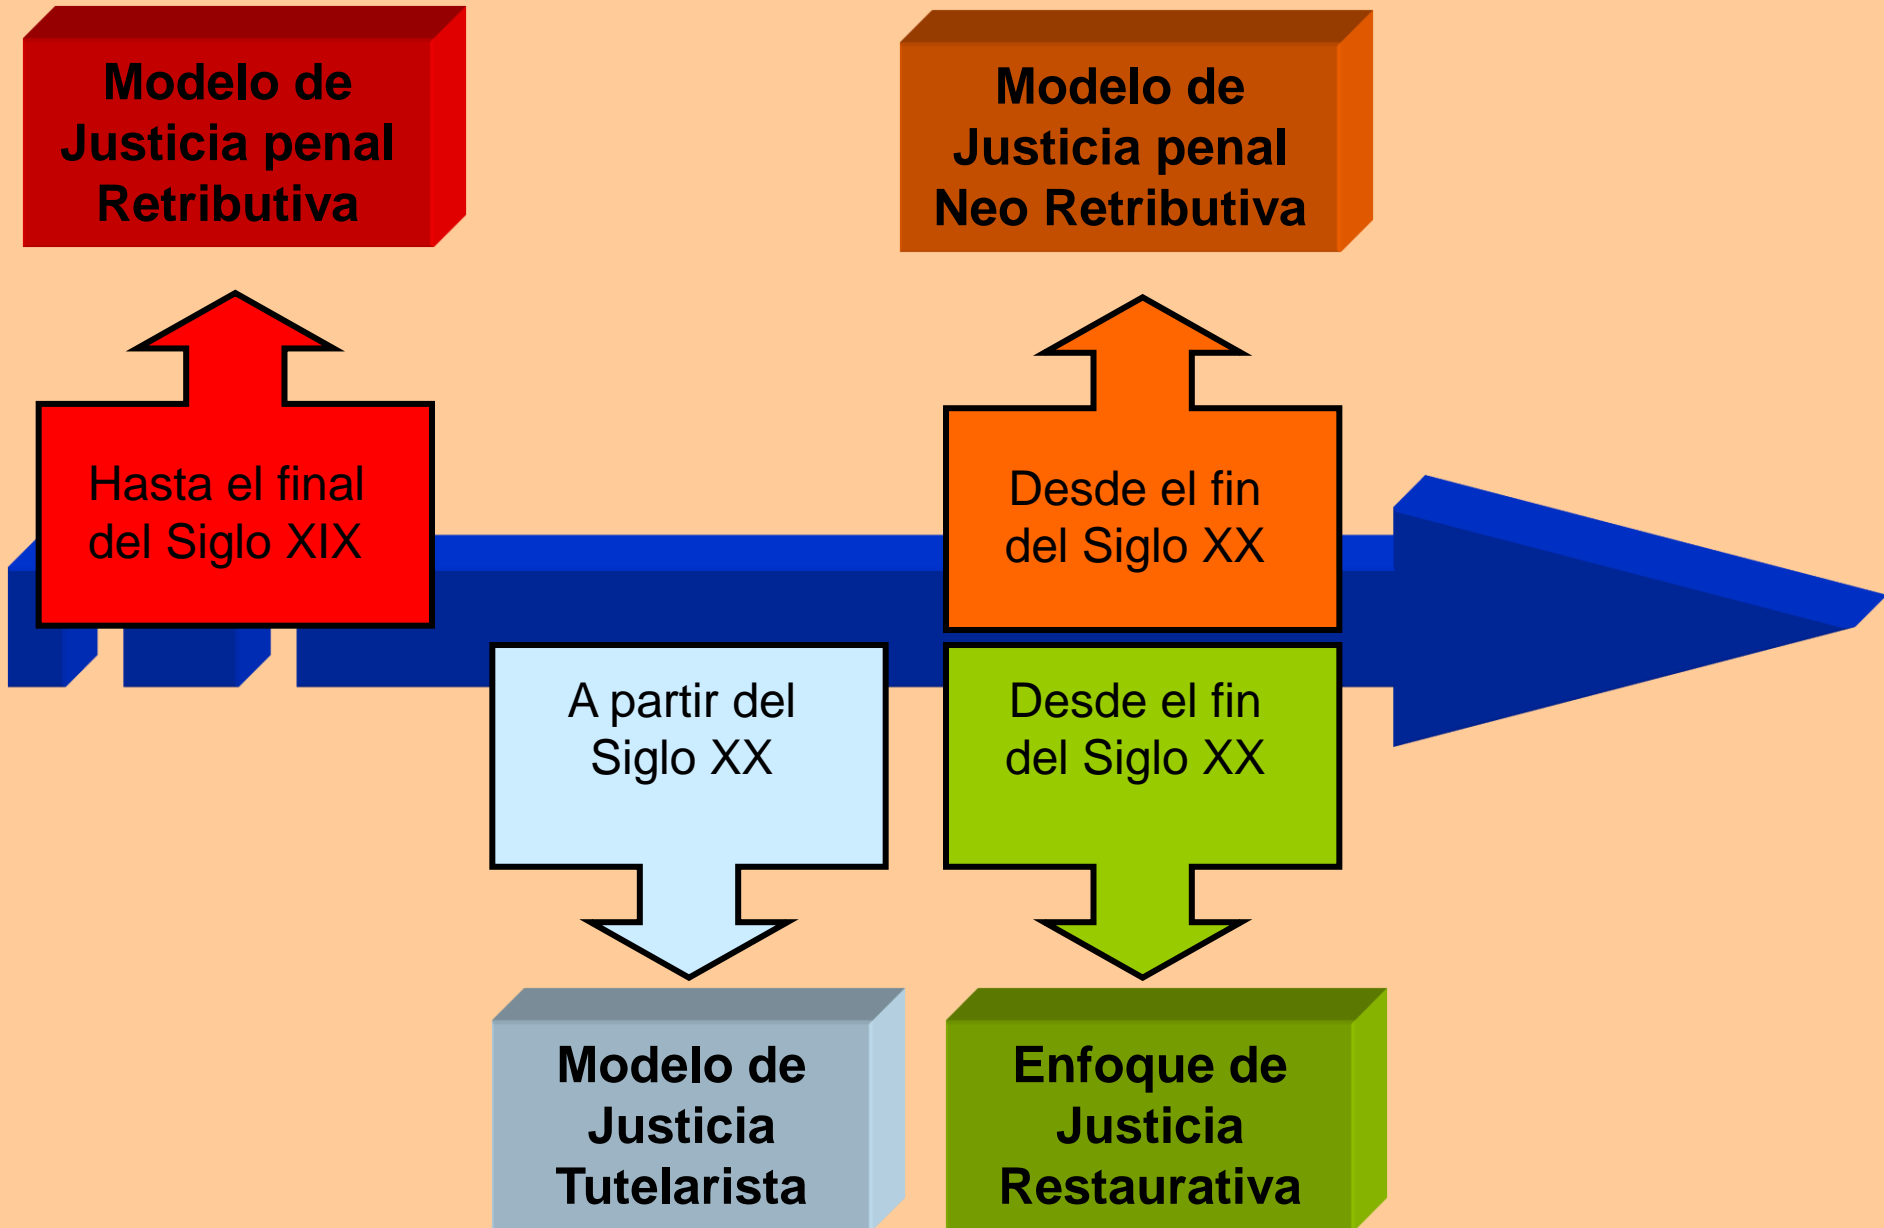 Modelo de
Justicia penal
Retributiva
Modelo de
Justicia penal
Neo Retributiva
Hasta el final
del Siglo XIX
Desde el fin
del Siglo XX
A partir del
Siglo XX
Desde el fin
del Siglo XX
Modelo de
Justicia
Tutelarista
Enfoque de
Justicia
Restaurativa